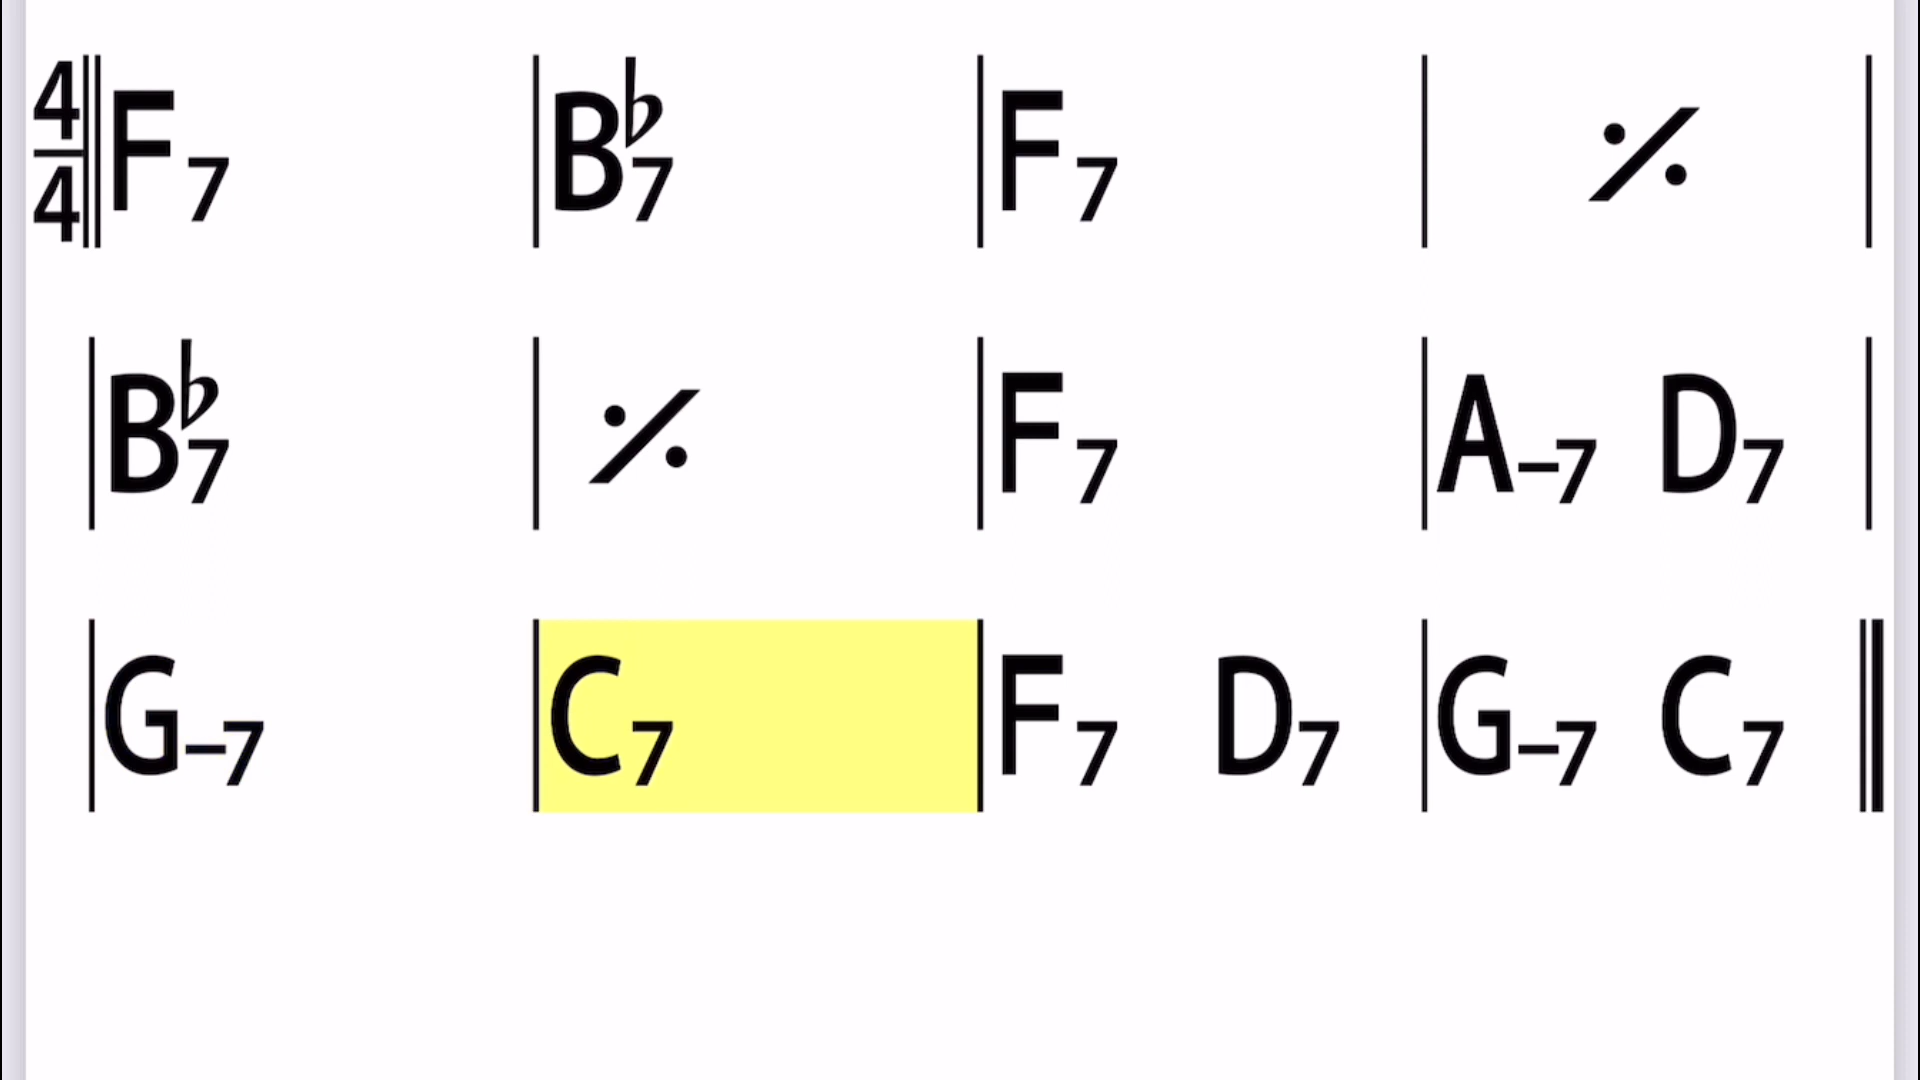 4/4 F7 B♭7 F7 %
B♭7 % F7 A-7 D7
G-7 C7 F7 D7 G-7 C7